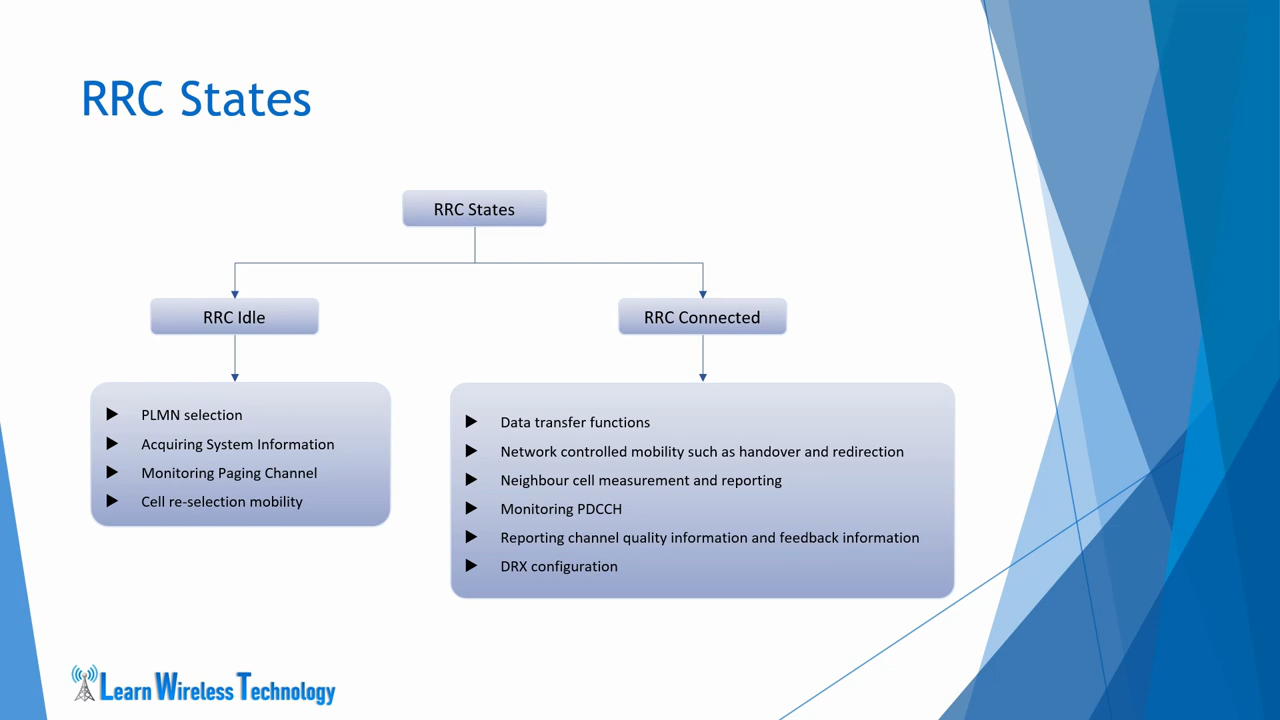 RRC States
RRC States
RRC Idle
RRC Connected
PLMN selection
Acquiring System Information
Monitoring Paging Channel
Cell re-selection mobility
Data transfer functions
Network controlled mobility such as handover and redirection
Neighbour cell measurement and reporting
Monitoring PDCCH
Reporting channel quality information and feedback information
DRX configuration
Learn Wireless Technology